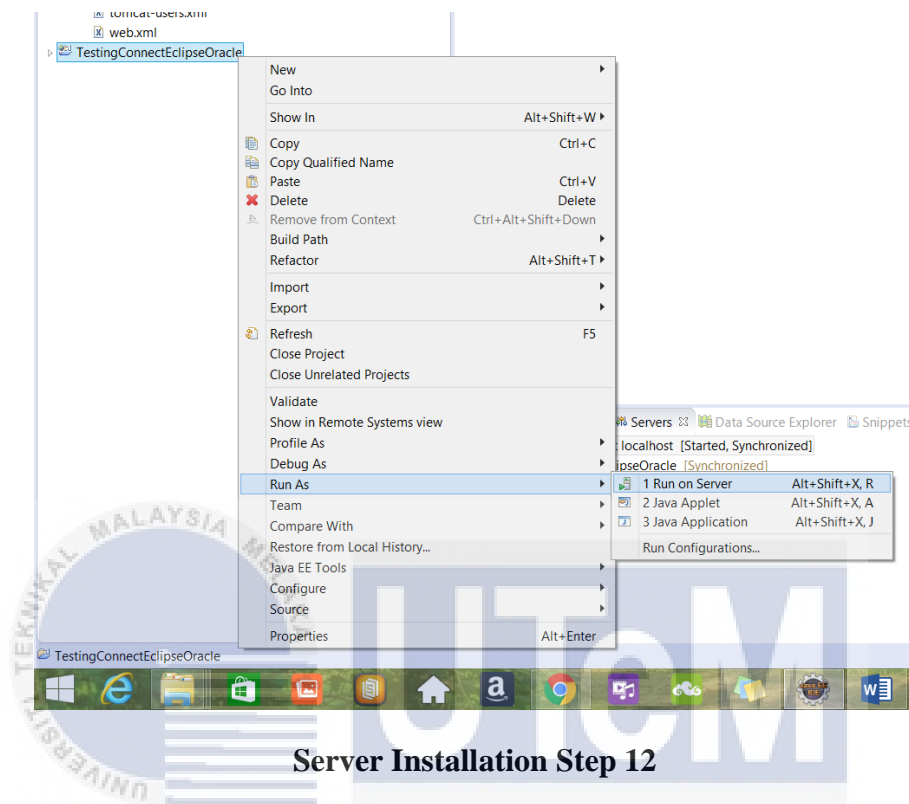 tomcat-users.xml
web.xml
TestingConnectEclipseOracle
New
Go Into
Show In Alt+Shift+W
Copy Ctrl+C
Copy Qualified Name
Paste Ctrl+V
Delete Delete
Remove from Context Ctrl+Alt+Shift+Down
Build Path
Refactor Alt+Shift+T
Import
Export
Refresh F5
Close Project
Close Unrelated Projects
Validate
Show in Remote Systems view
Profile As
Debug As
Run As
Team
Compare With
Restore from Local History...
Java EE Tools
Configure
Source
Properties Alt+Enter
Servers Data Source Explorer Snippets
localhost [Started, Synchronized]
ipseOracle [Synchronized]
1 Run on Server Alt+Shift+X, R
2 Java Applet Alt+Shift+X, A
3 Java Application Alt+Shift+X, J
Run Configurations...
TestingConnectEclipseOracle
UTeM
MALAYSIA
TEKNIKAL
Server Installation Step 12